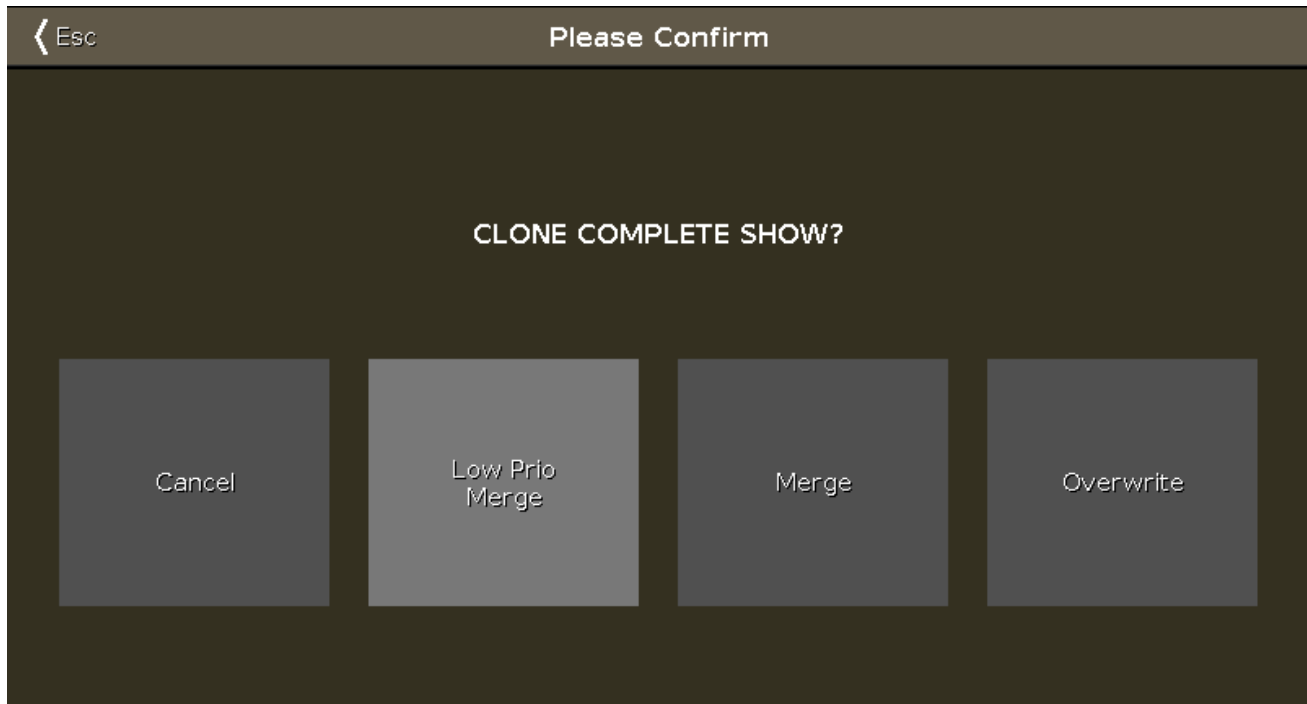 Esc
Please Confirm
CLONE COMPLETE SHOW?
Cancel
Low Prio
Merge
Merge
Overwrite